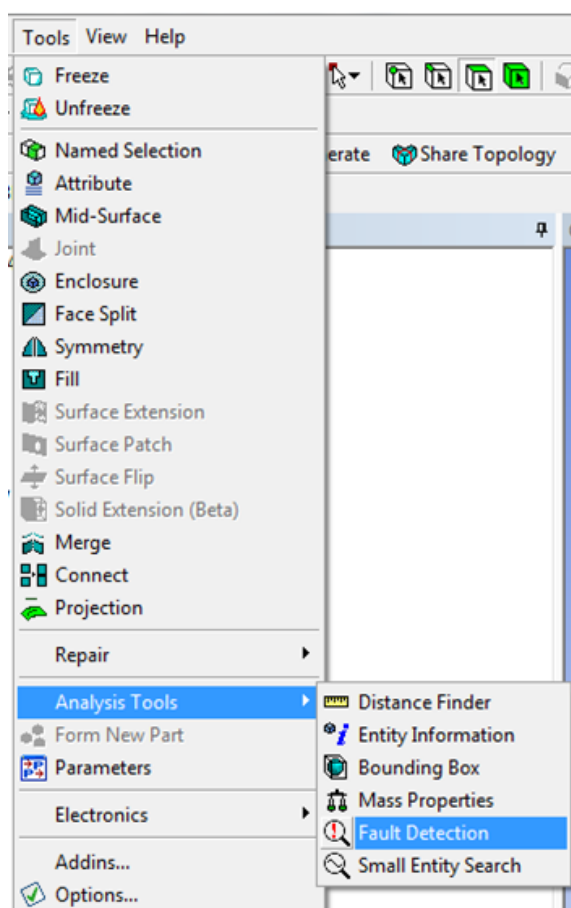 Tools View Help
Freeze
Unfreeze
Named Selection
erate Share Topology
Attribute
Mid-Surface
Joint
Enclosure
Face Split
Symmetry
Fill
Surface Extension
Surface Patch
Surface Flip
Solid Extension (Beta)
Merge
Connect
Projection
Repair
Analysis Tools
Distance Finder
Form New Part
Entity Information
Parameters
Bounding Box
Mass Properties
Electronics
Fault Detection
Addins...
Small Entity Search
Options...